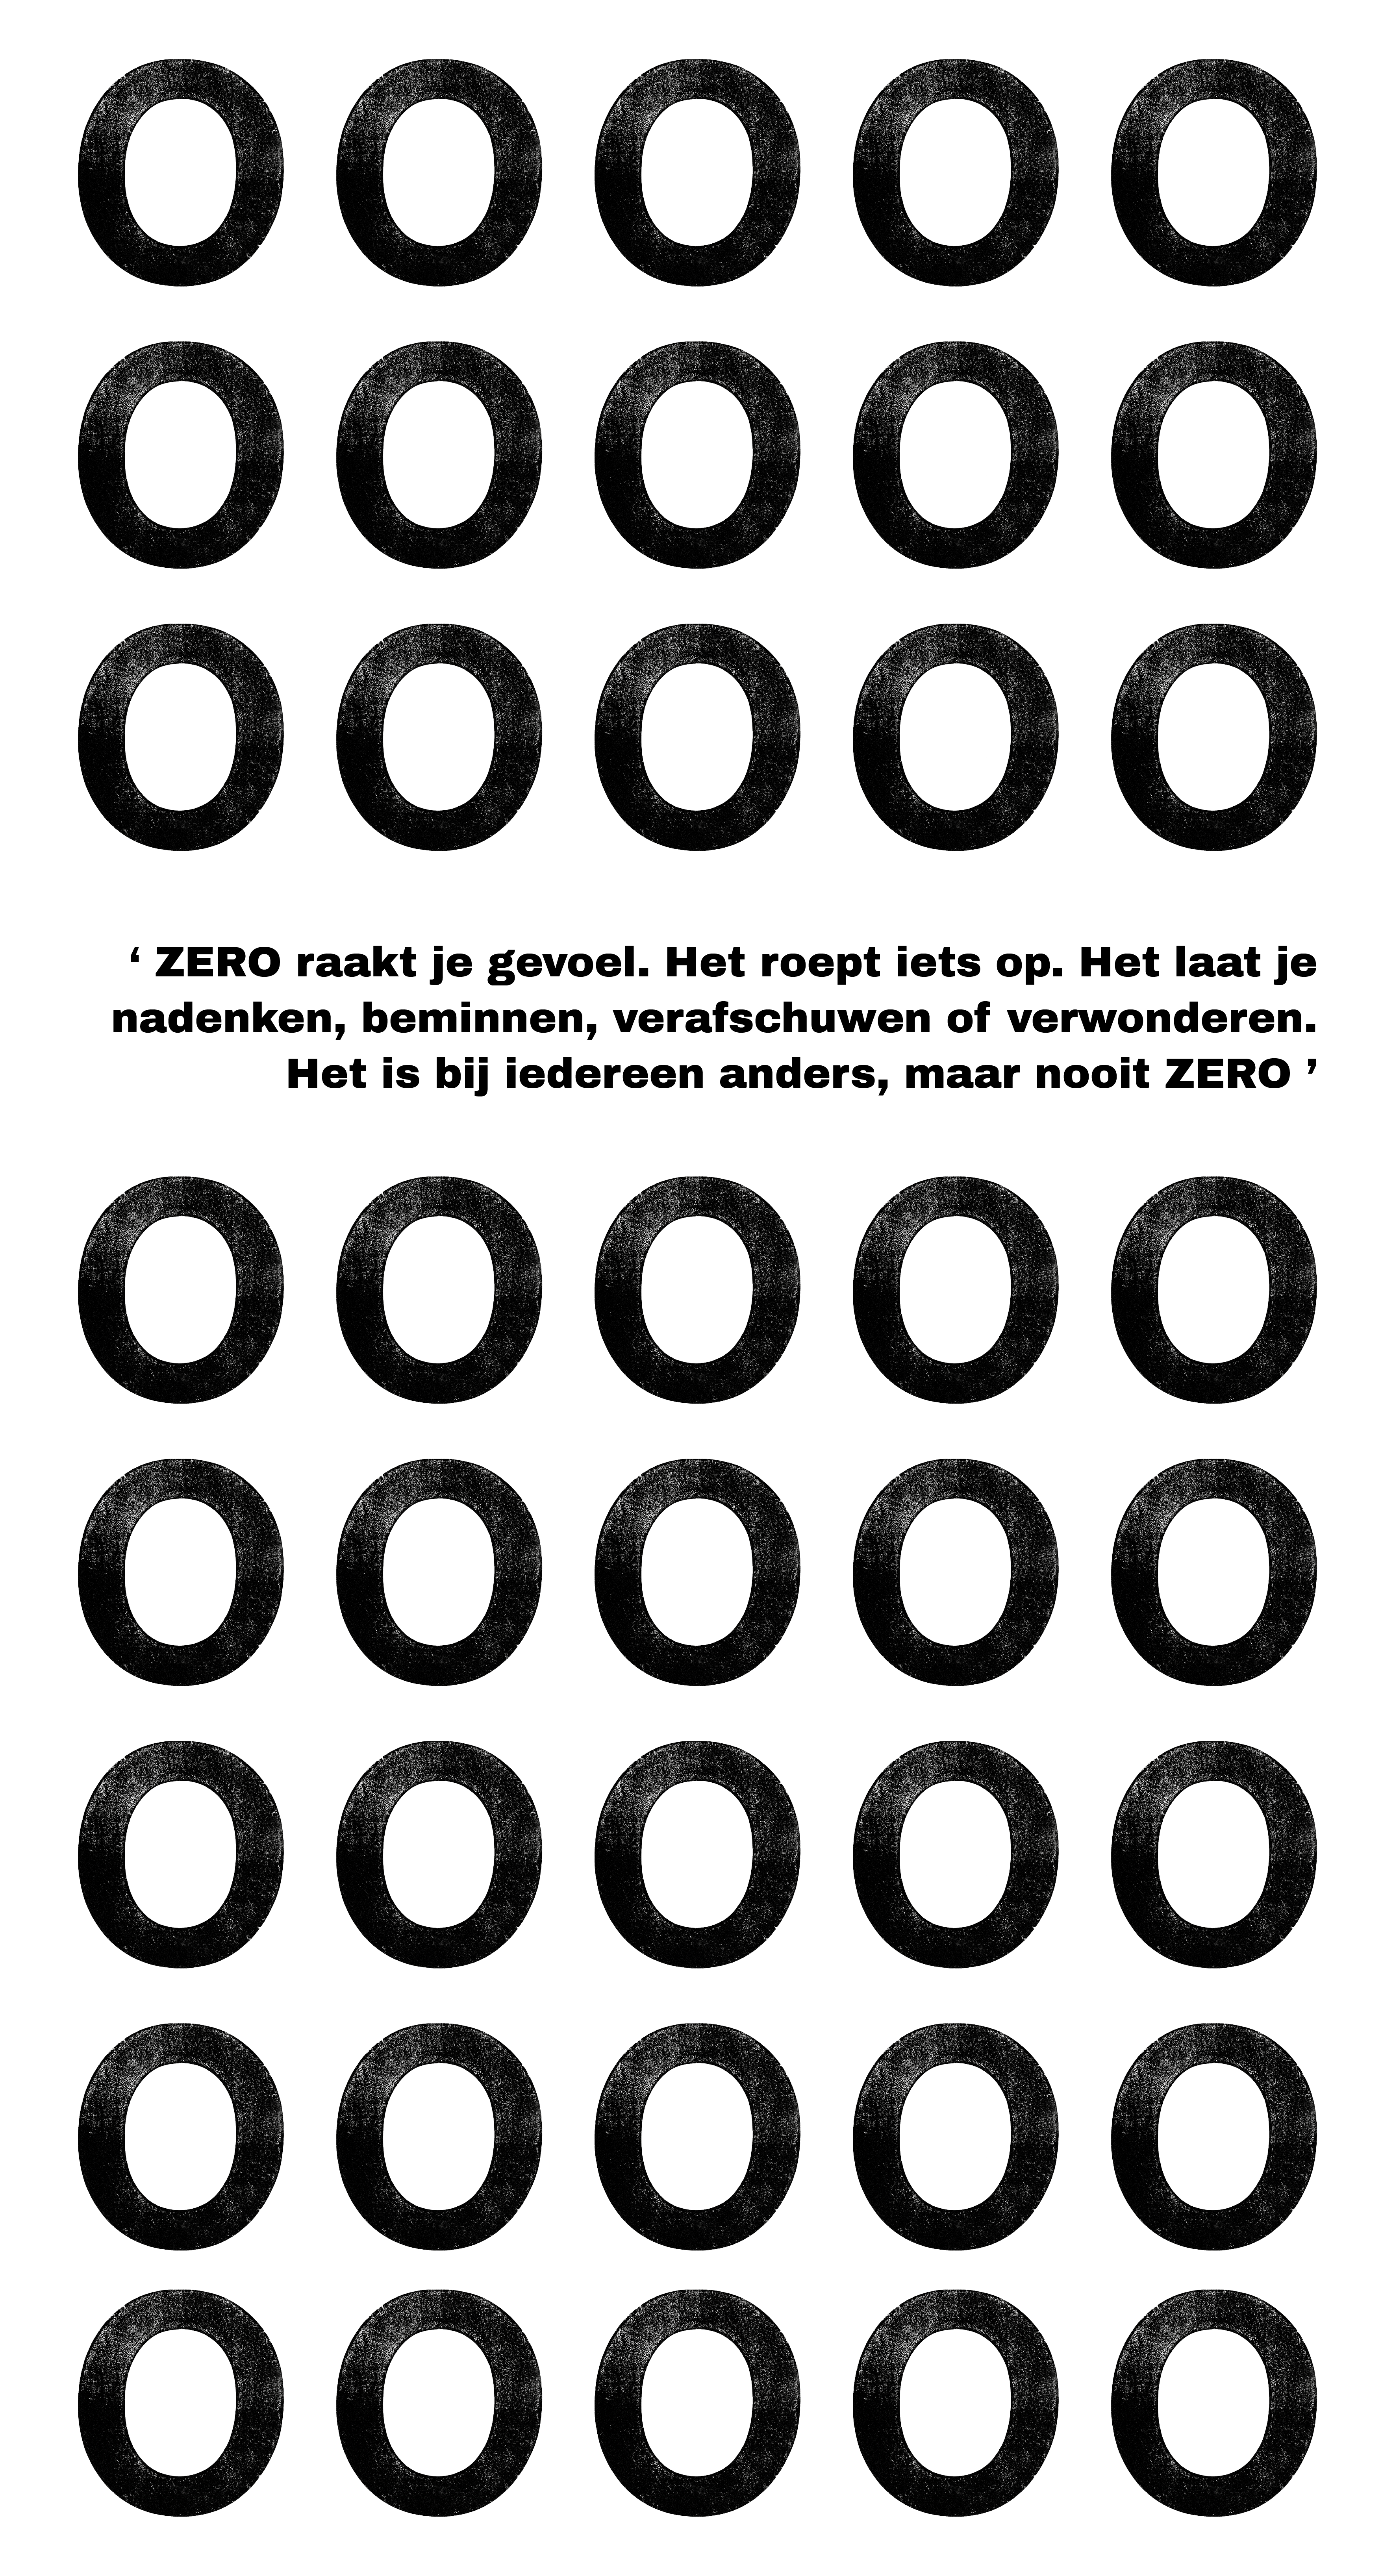 O O O O O
O O O O O
O O O O O
‘ ZERO raakt je gevoel. Het roept iets op. Het laat je
nadenken, beminnen, verafschuwen of verwonderen.
Het is bij iedereen anders, maar nooit ZERO ’
O O O O O
O O O O O
O O O O O
O O O O O
O O O O O